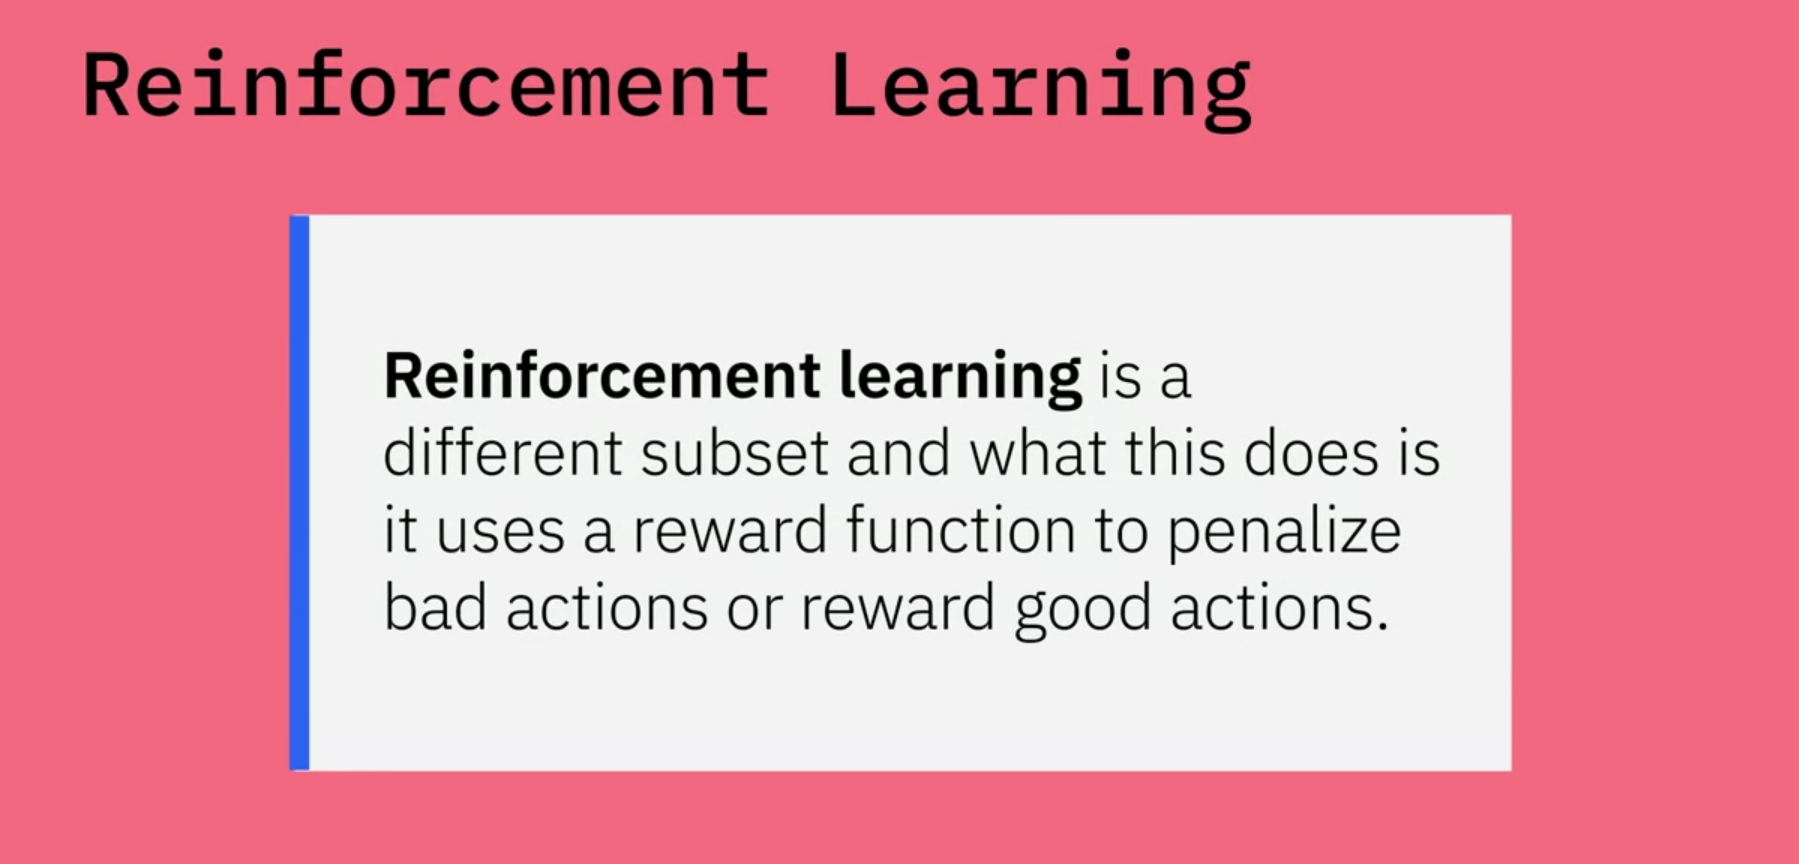 Reinforcement Learning
Reinforcement learning is a
different subset and what this does is
it uses a reward function to penalize
bad actions or reward good actions.